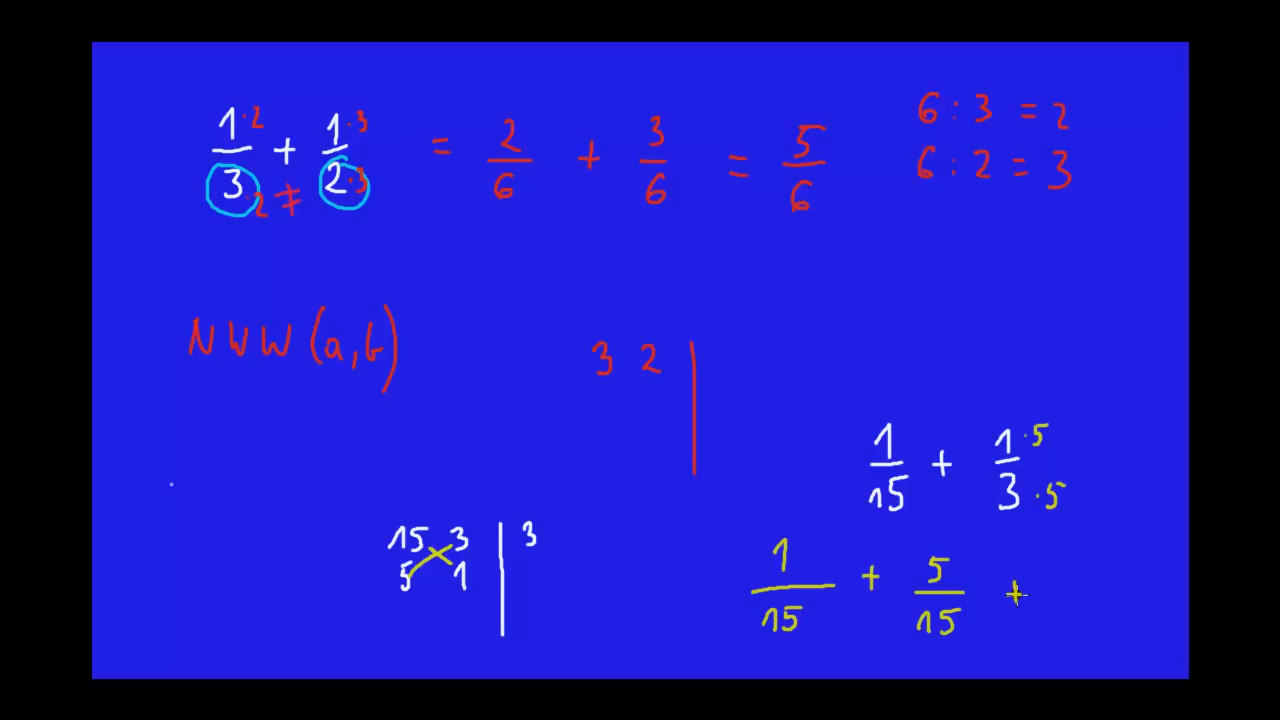 1·2/3·2 + 1·3/2·3 = 2/6 + 3/6 = 5/6
≠
6 : 3 = 2
6 : 2 = 3
NWW (a, b)
3 2 |
1/15 + 1·5/3·5
15 3 | 3
5 1 |
1/15 + 5/15